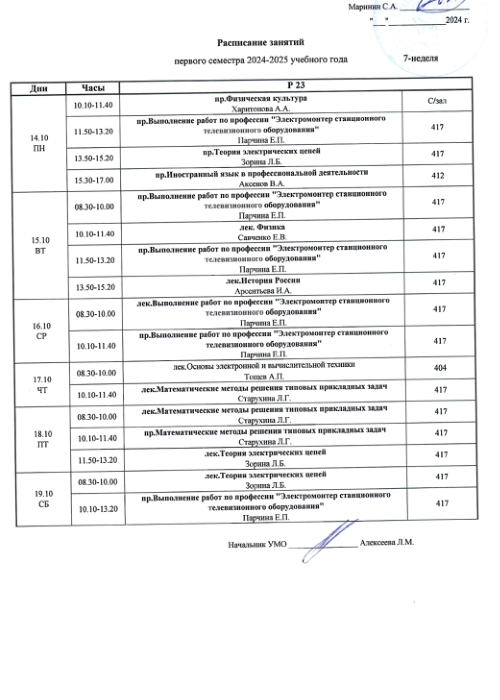 Маринин С.А.
"___"______________2024 г.
Расписание занятий
первого семестра 2024-2025 учебного года 7-неделя
Дни Часы Р 23
14.10
ПН
10.10-11.40 пр.Физическая культура
Харитонова А.А. С/зал
11.50-13.20 пр.Выполнение работ по профессии "Электромонтер станционного
телевизионного оборудования"
Парчина Е.П. 417
13.50-15.20 пр.Теория электрических цепей
Зорина Л.Б. 417
15.30-17.00 пр.Иностранный язык в профессиональной деятельности
Аксенов В.А. 412
15.10
ВТ
08.30-10.00 пр.Выполнение работ по профессии "Электромонтер станционного
телевизионного оборудования"
Парчина Е.П. 417
10.10-11.40 лек. Физика
Савченко Е.В. 417
11.50-13.20 пр.Выполнение работ по профессии "Электромонтер станционного
телевизионного оборудования"
Парчина Е.П. 417
13.50-15.20 лек.История России
Арсентьева И.А. 417
16.10
СР
08.30-10.00 лек.Выполнение работ по профессии "Электромонтер станционного
телевизионного оборудования"
Парчина Е.П. 417
10.10-11.40 пр.Выполнение работ по профессии "Электромонтер станционного
телевизионного оборудования"
Парчина Е.П. 417
17.10
ЧТ
08.30-10.00 лек.Основы электронной и вычислительной техники
Тошев А.П. 404
10.10-11.40 лек.Математические методы решения типовых прикладных задач
Старухина Л.Г. 417
18.10
ПТ
08.30-10.00 лек.Математические методы решения типовых прикладных задач
Старухина Л.Г. 417
10.10-11.40 пр.Математические методы решения типовых прикладных задач
Старухина Л.Г. 417
11.50-13.20 лек.Теория электрических цепей
Зорина Л.Б. 417
19.10
СБ
08.30-10.00 лек.Теория электрических цепей
Зорина Л.Б. 417
10.10-13.20 пр.Выполнение работ по профессии "Электромонтер станционного
телевизионного оборудования"
Парчина Е.П. 417
Начальник УМО ______________ Алексеева Л.М.